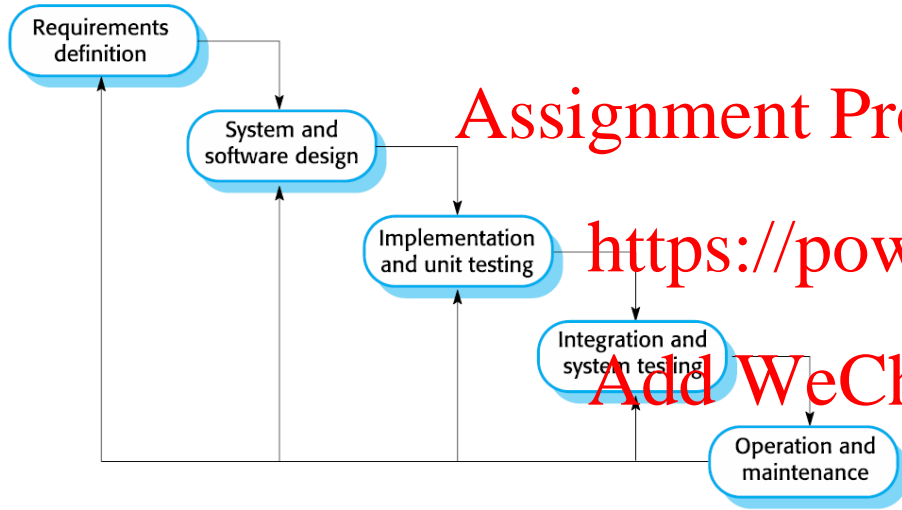 Requirements
definition
System and
software design
Assignment Pro
Implementation
and unit testing
https://pow
Integration and
system testing
Add WeCh
Operation and
maintenance